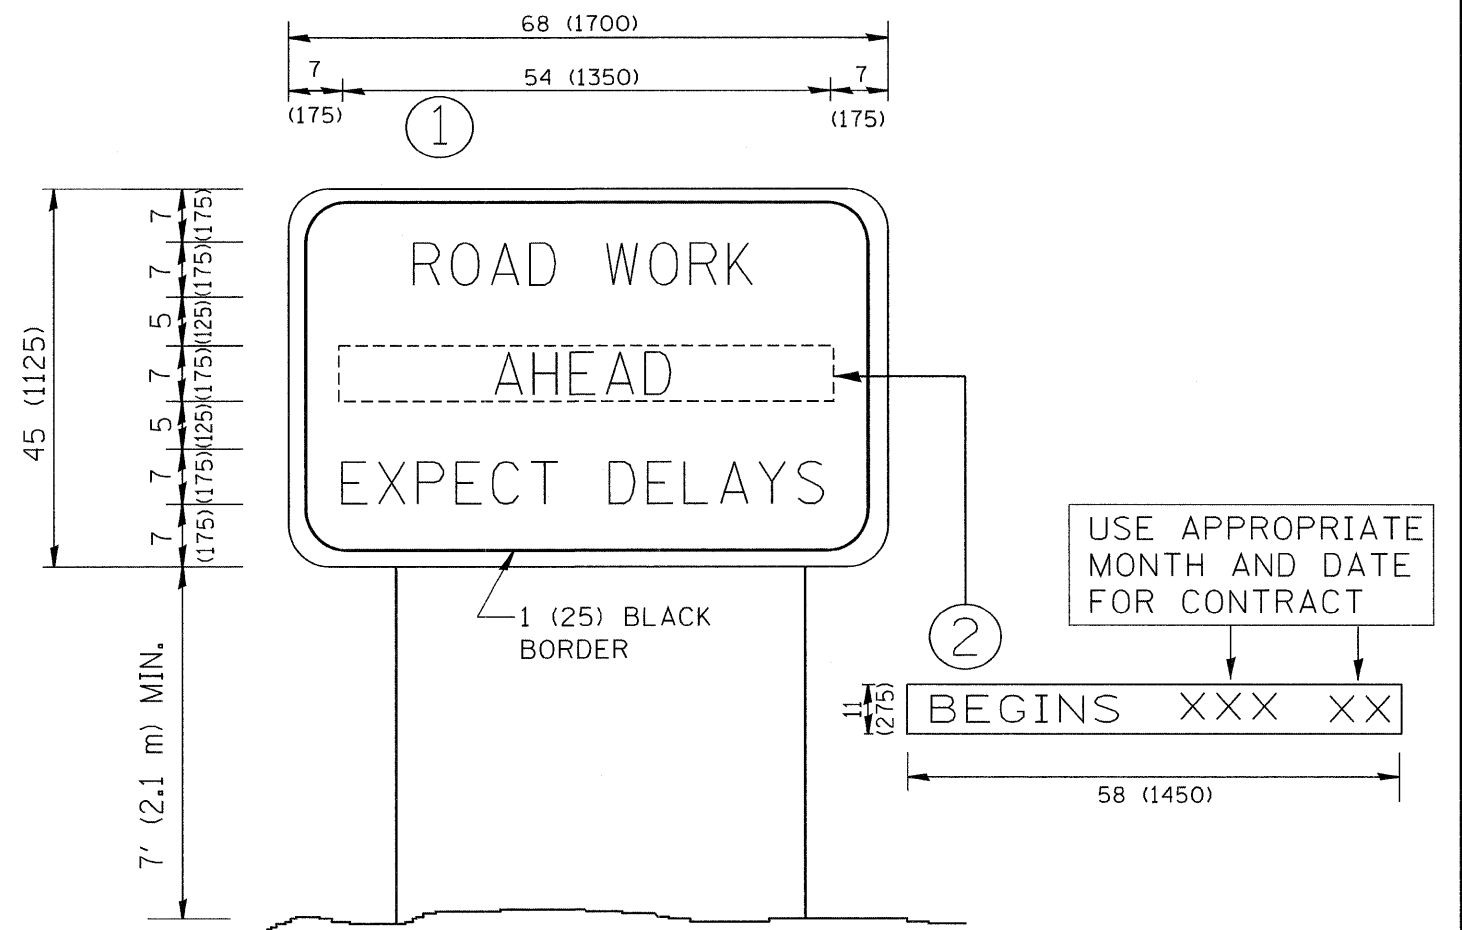 68 (1700)
7 54 (1350) 7
(175) (175)
1
ROAD WORK
AHEAD
EXPECT DELAYS
45 (1125)
7 (175)
7 (175)
5 (125)
7 (175)
5 (125)
7 (175)
7 (175)
7' (2.1 m) MIN.
1 (25) BLACK
BORDER
USE APPROPRIATE
MONTH AND DATE
FOR CONTRACT
2
11
(275)
BEGINS XXX XX
58 (1450)